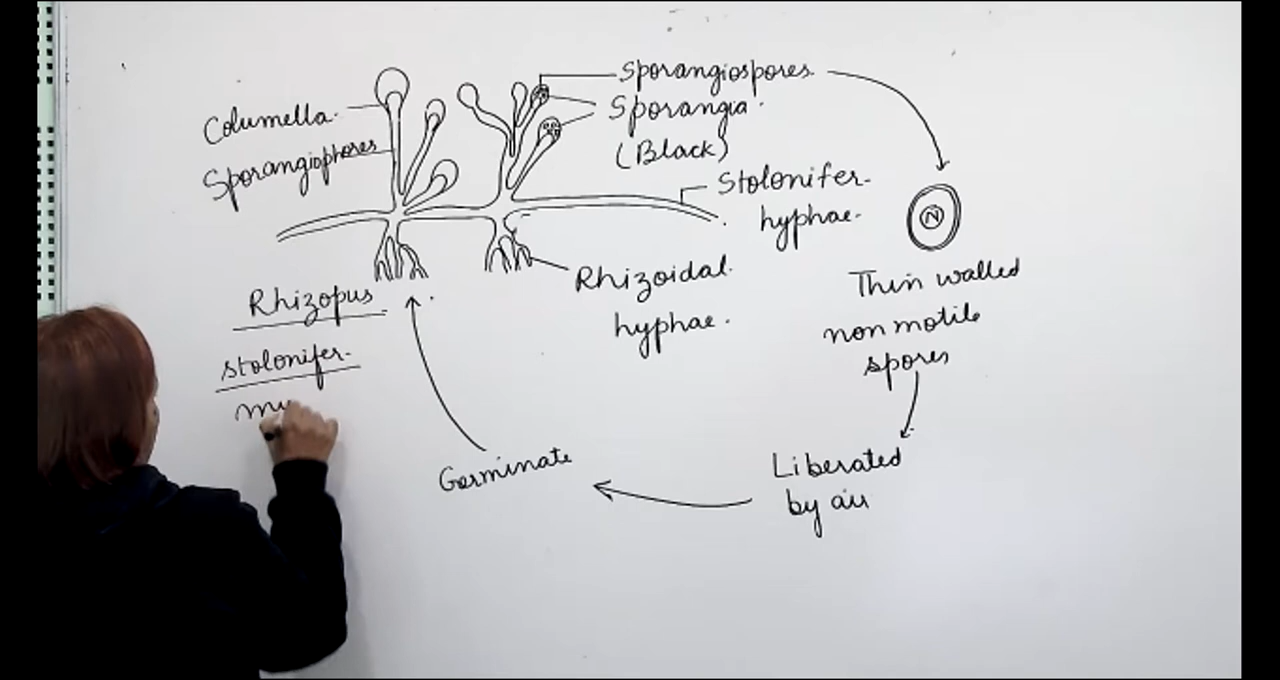 Columella.
Sporangiophores
Sporangiospores.
Sporangia.
(Black)
Stolonifer-
hyphae.
N
Rhizoidal.
hyphae.
Thin walled
non motile
spores
Rhizopus
stolonifer.
my
Germinate
Liberated
by air